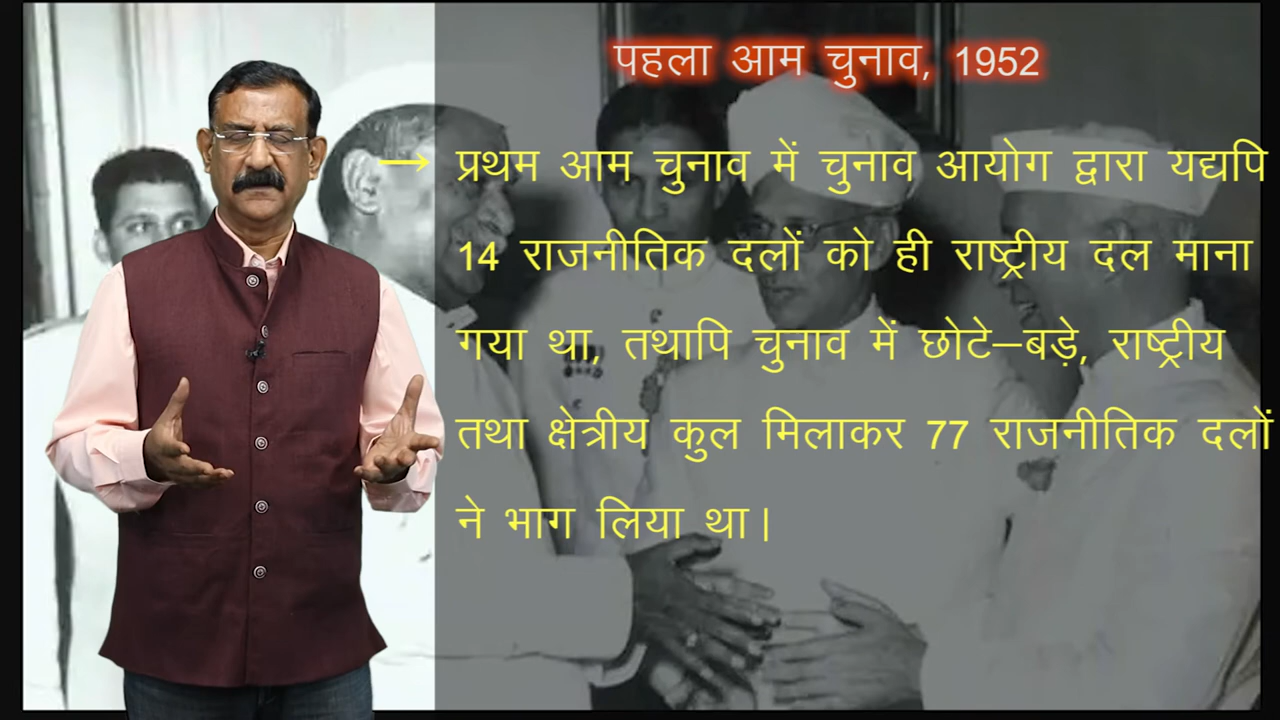 पहला आम चुनाव, 1952
→ प्रथम आम चुनाव में चुनाव आयोग द्वारा यद्यपि
14 राजनीतिक दलों को ही राष्ट्रीय दल माना
गया था, तथापि चुनाव में छोटे–बड़े, राष्ट्रीय
तथा क्षेत्रीय कुल मिलाकर 77 राजनीतिक दलों
ने भाग लिया था।